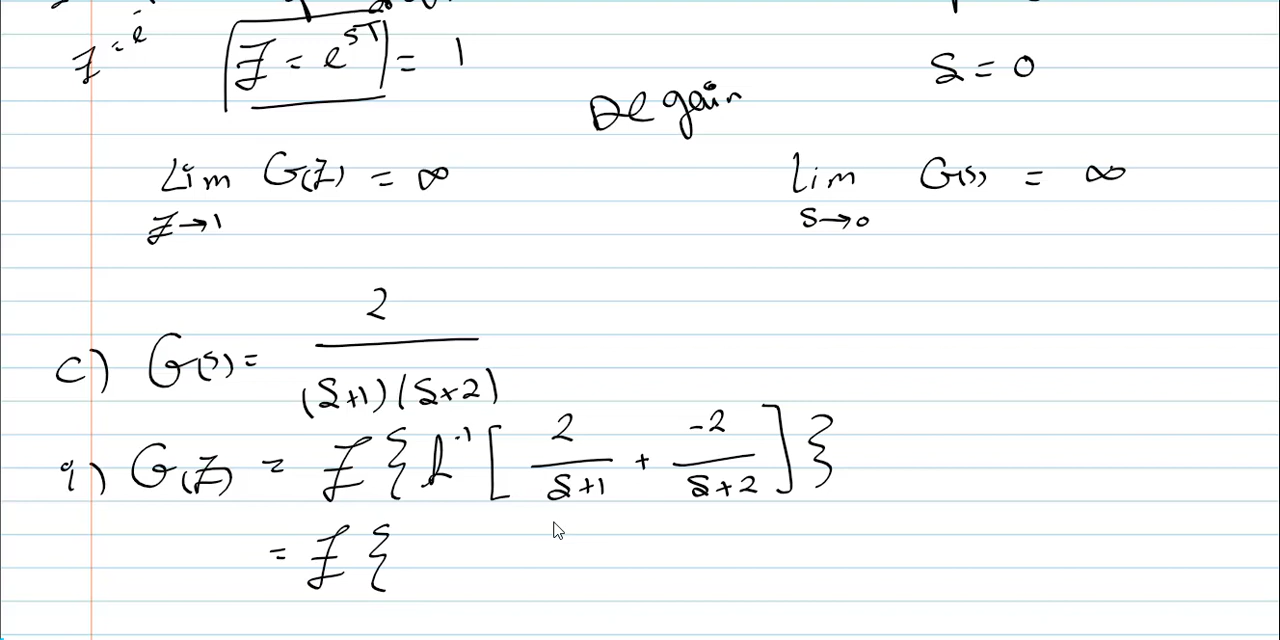 Z = e Z = e^{ST} = 1 S = 0
DC gain
Lim G(Z) = ∞ Lim G(s) = ∞
Z→1 S→0
2
C) G(s) =
(S+1)(S+2)
2 -2
i) G(Z) = Z { L^{-1} [ + ] }
S+1 S+2
= Z {